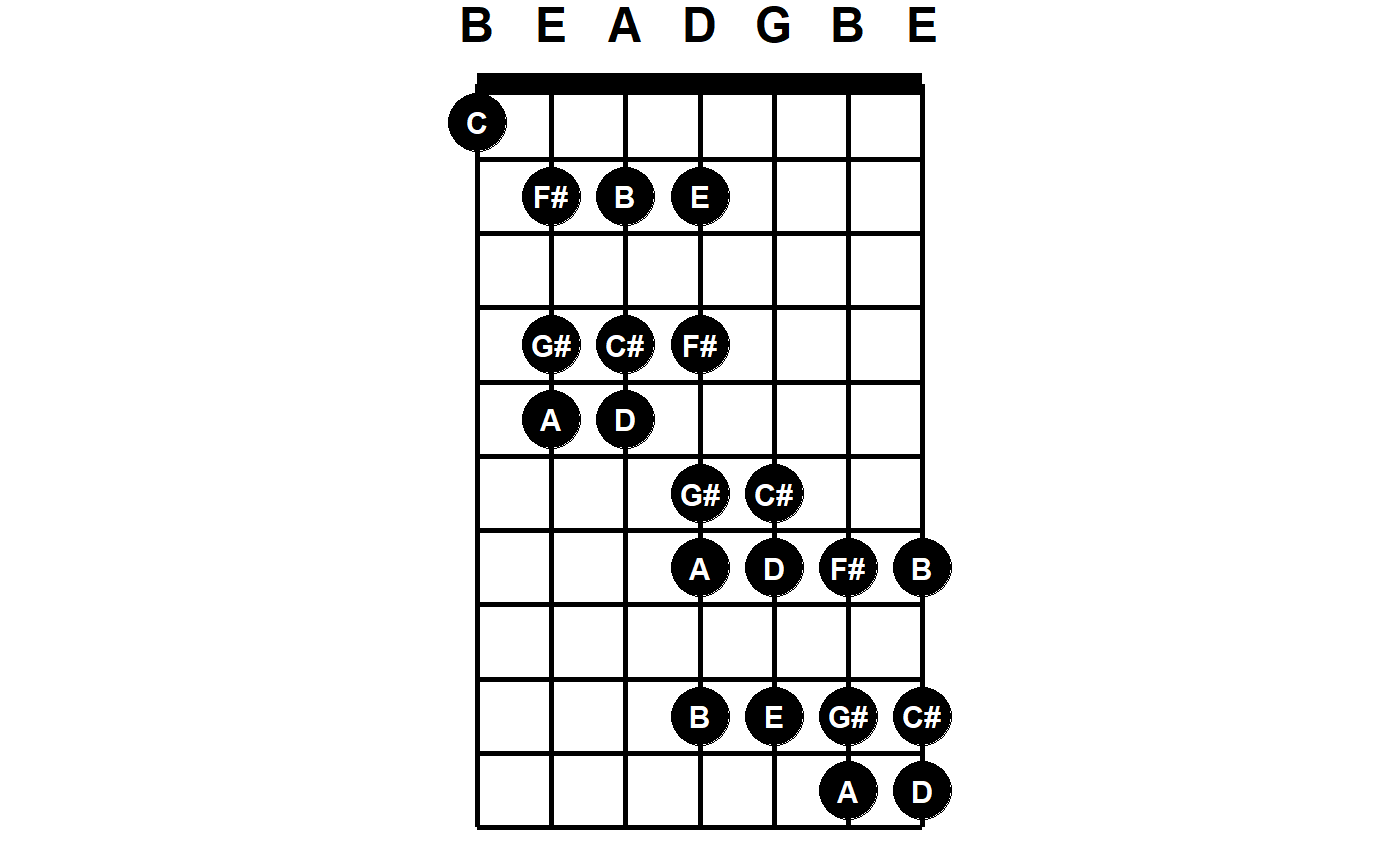 B E A D G B E
C
F# B E
G# C# F#
A D
G# C#
A D F# B
B E G# C#
A D